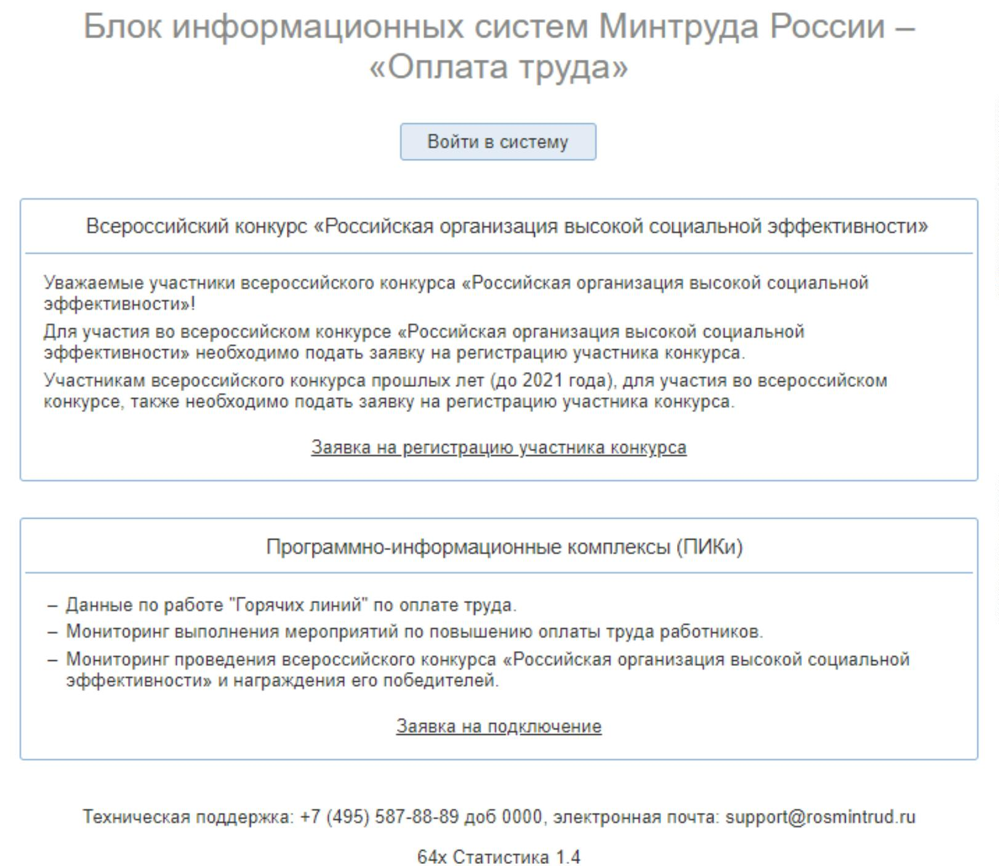 Блок информационных систем Минтруда России –
«Оплата труда»
Войти в систему
Всероссийский конкурс «Российская организация высокой социальной эффективности»
Уважаемые участники всероссийского конкурса «Российская организация высокой социальной
эффективности»!
Для участия во всероссийском конкурсе «Российская организация высокой социальной
эффективности» необходимо подать заявку на регистрацию участника конкурса.
Участникам всероссийского конкурса прошлых лет (до 2021 года), для участия во всероссийском
конкурсе, также необходимо подать заявку на регистрацию участника конкурса.
Заявка на регистрацию участника конкурса
Программно-информационные комплексы (ПИКи)
– Данные по работе "Горячих линий" по оплате труда.
– Мониторинг выполнения мероприятий по повышению оплаты труда работников.
– Мониторинг проведения всероссийского конкурса «Российская организация высокой социальной
эффективности» и награждения его победителей.
Заявка на подключение
Техническая поддержка: +7 (495) 587-88-89 доб 0000, электронная почта: support@rosmintrud.ru
64x Статистика 1.4